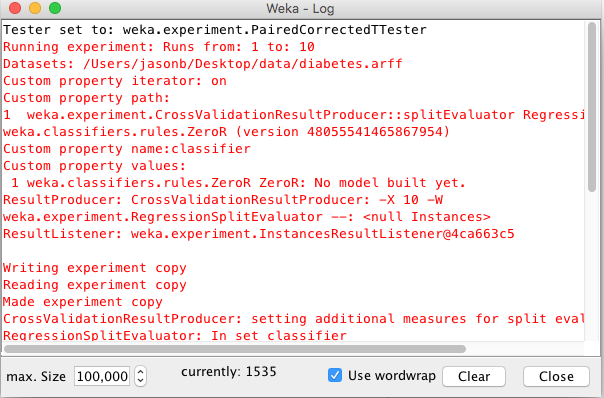 Weka - Log
Tester set to: weka.experiment.PairedCorrectedTTester
Running experiment: Runs from: 1 to: 10
Datasets: /Users/jasonb/Desktop/data/diabetes.arff
Custom property iterator: on
Custom property path:
1  weka.experiment.CrossValidationResultProducer::splitEvaluator Regressi
weka.classifiers.rules.ZeroR (version 48055541465867954)
Custom property name:classifier
Custom property values:
 1 weka.classifiers.rules.ZeroR ZeroR: No model built yet.
ResultProducer: CrossValidationResultProducer: -X 10 -W
weka.experiment.RegressionSplitEvaluator --: <null Instances>
ResultListener: weka.experiment.InstancesResultListener@4ca663c5
Writing experiment copy
Reading experiment copy
Made experiment copy
CrossValidationResultProducer: setting additional measures for split eval
RegressionSplitEvaluator: In set classifier
max. Size 100,000 currently: 1535 Use wordwrap Clear Close